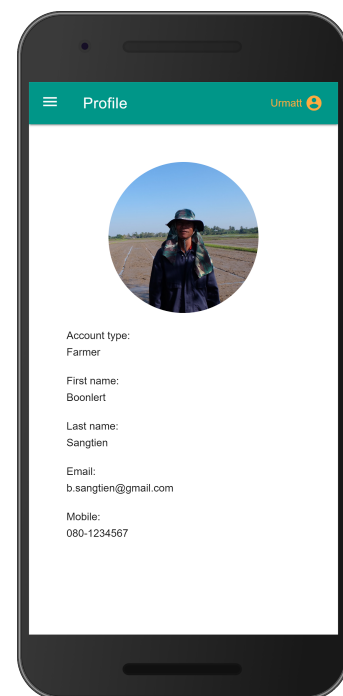 Profile
Urmatt
Account type:
Farmer
First name:
Boonlert
Last name:
Sangtien
Email:
b.sangtien@gmail.com
Mobile:
080-1234567